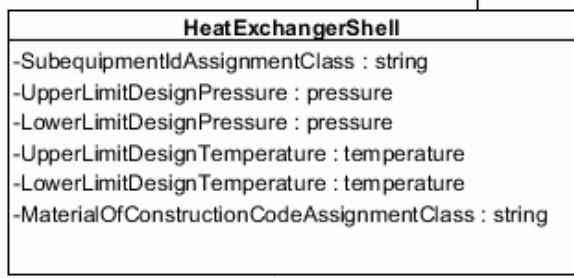 HeatExchangerShell
-SubequipmentIdAssignmentClass : string
-UpperLimitDesignPressure : pressure
-LowerLimitDesignPressure : pressure
-UpperLimitDesignTemperature : temperature
-LowerLimitDesignTemperature : temperature
-MaterialOfConstructionCodeAssignmentClass : string